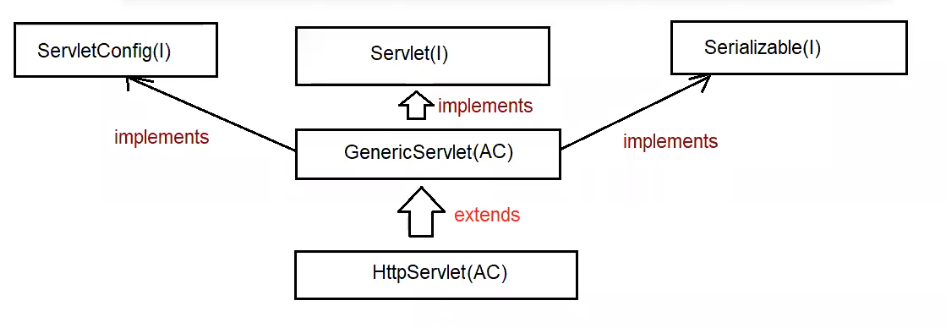 ServletConfig(I)
Servlet(I)
Serializable(I)
implements
implements
implements
GenericServlet(AC)
extends
HttpServlet(AC)